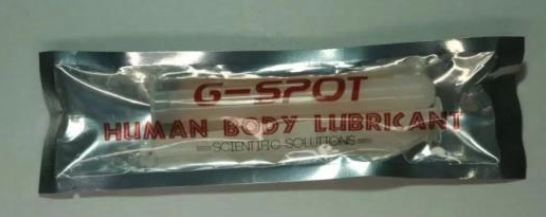 G-SPOT
HUMAN BODY LUBRICANT
SCIENTIFIC SOLUTIONS